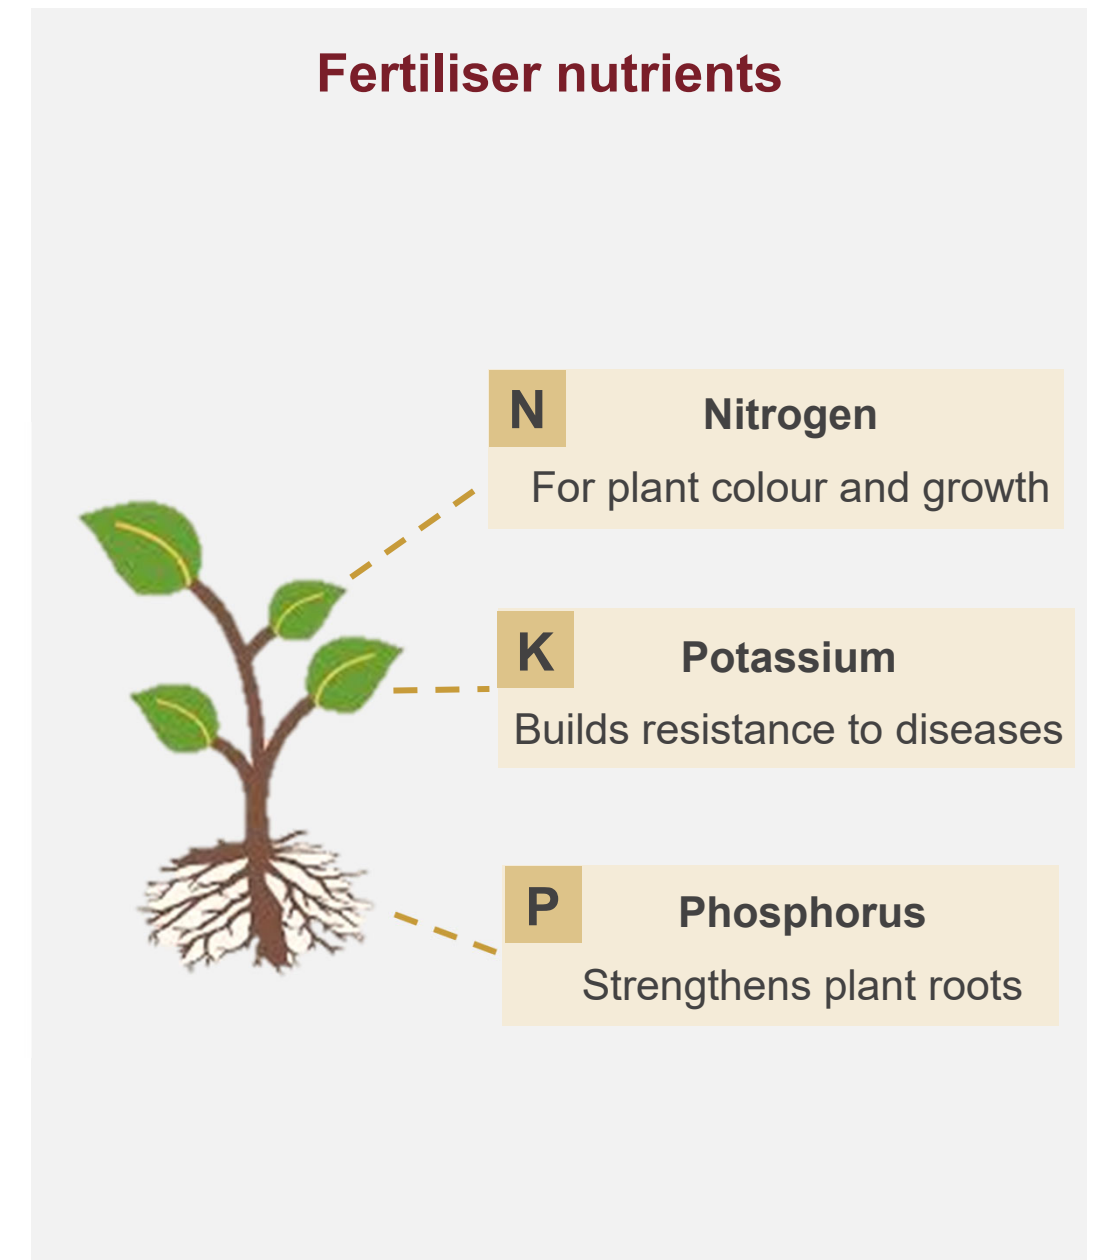 Fertiliser nutrients
N
Nitrogen
For plant colour and growth
K
Potassium
Builds resistance to diseases
P
Phosphorus
Strengthens plant roots